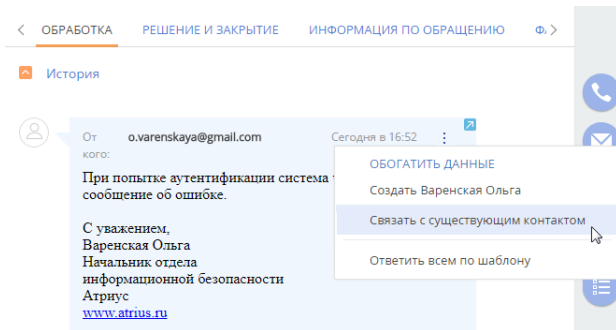 ОБРАБОТКА РЕШЕНИЕ И ЗАКРЫТИЕ ИНФОРМАЦИЯ ПО ОБРАЩЕНИЮ
История
От кого: o.varenskaya@gmail.com Сегодня в 16:52
При попытке аутентификации система
сообщение об ошибке.
С уважением,
Варенская Ольга
Начальник отдела
информационной безопасности
Атриус
www.atrius.ru
ОБОГАТИТЬ ДАННЫЕ
Создать Варенская Ольга
Связать с существующим контактом
Ответить всем по шаблону